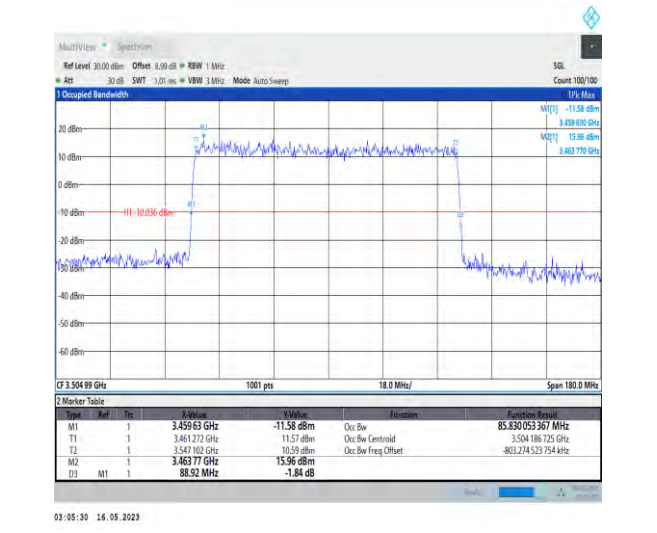 MultiView Spectrum
Ref Level 30.00 dBm Offset 8.99 dB RBW 1 MHz SGL
Att 30 dB SWT 1.01 ms VBW 3 MHz Mode Auto Sweep Count 100/100
1 Occupied Bandwidth 1Pk Max
M1[1] -11.58 dBm
3.459 630 GHz
M2[1] 15.96 dBm
3.463 770 GHz
20 dBm
M2
T1
10 dBm
0 dBm
M1
-10 dBm
H1 -10.036 dBm
-20 dBm
-30 dBm
-40 dBm
-50 dBm
-60 dBm
CF 3.504 99 GHz 1001 pts 18.0 MHz/ Span 180.0 MHz
2 Marker Table
Type Ref Trc X-Value Y-Value Function Function Result
M1 1 3.459 63 GHz -11.58 dBm Occ Bw 85.830 053 367 MHz
T1 1 3.461 272 GHz 11.57 dBm Occ Bw Centroid 3.504 186 725 GHz
T2 1 3.547 102 GHz 10.59 dBm Occ Bw Freq Offset -803.274 523 754 kHz
M2 1 3.463 77 GHz 15.96 dBm
D3 M1 1 88.92 MHz -1.84 dB
03:05:30 16.05.2023